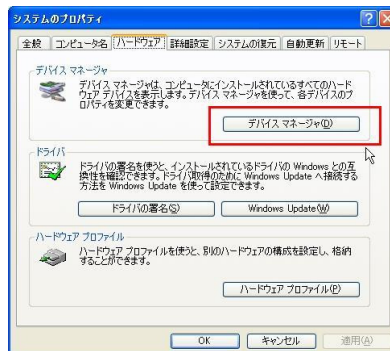 システムのプロパティ
全般 コンピュータ名 ハードウェア 詳細設定 システムの復元 自動更新 リモート
デバイス マネージャ
デバイス マネージャは、コンピュータにインストールされているすべてのハード
ウェア デバイスを表示します。デバイス マネージャを使って、各デバイスのプ
ロパティを変更できます。
デバイス マネージャ(D)
ドライバ
ドライバの署名を使うと、インストールされているドライバの Windows との互
換性を確認できます。ドライバ取得のために Windows Update へ接続する
方法を Windows Update を使って設定できます。
ドライバの署名(S) Windows Update(W)
ハードウェア プロファイル
ハードウェア プロファイルを使うと、別のハードウェアの構成を設定し、格納
することができます。
ハードウェア プロファイル(P)
OK キャンセル 適用(A)